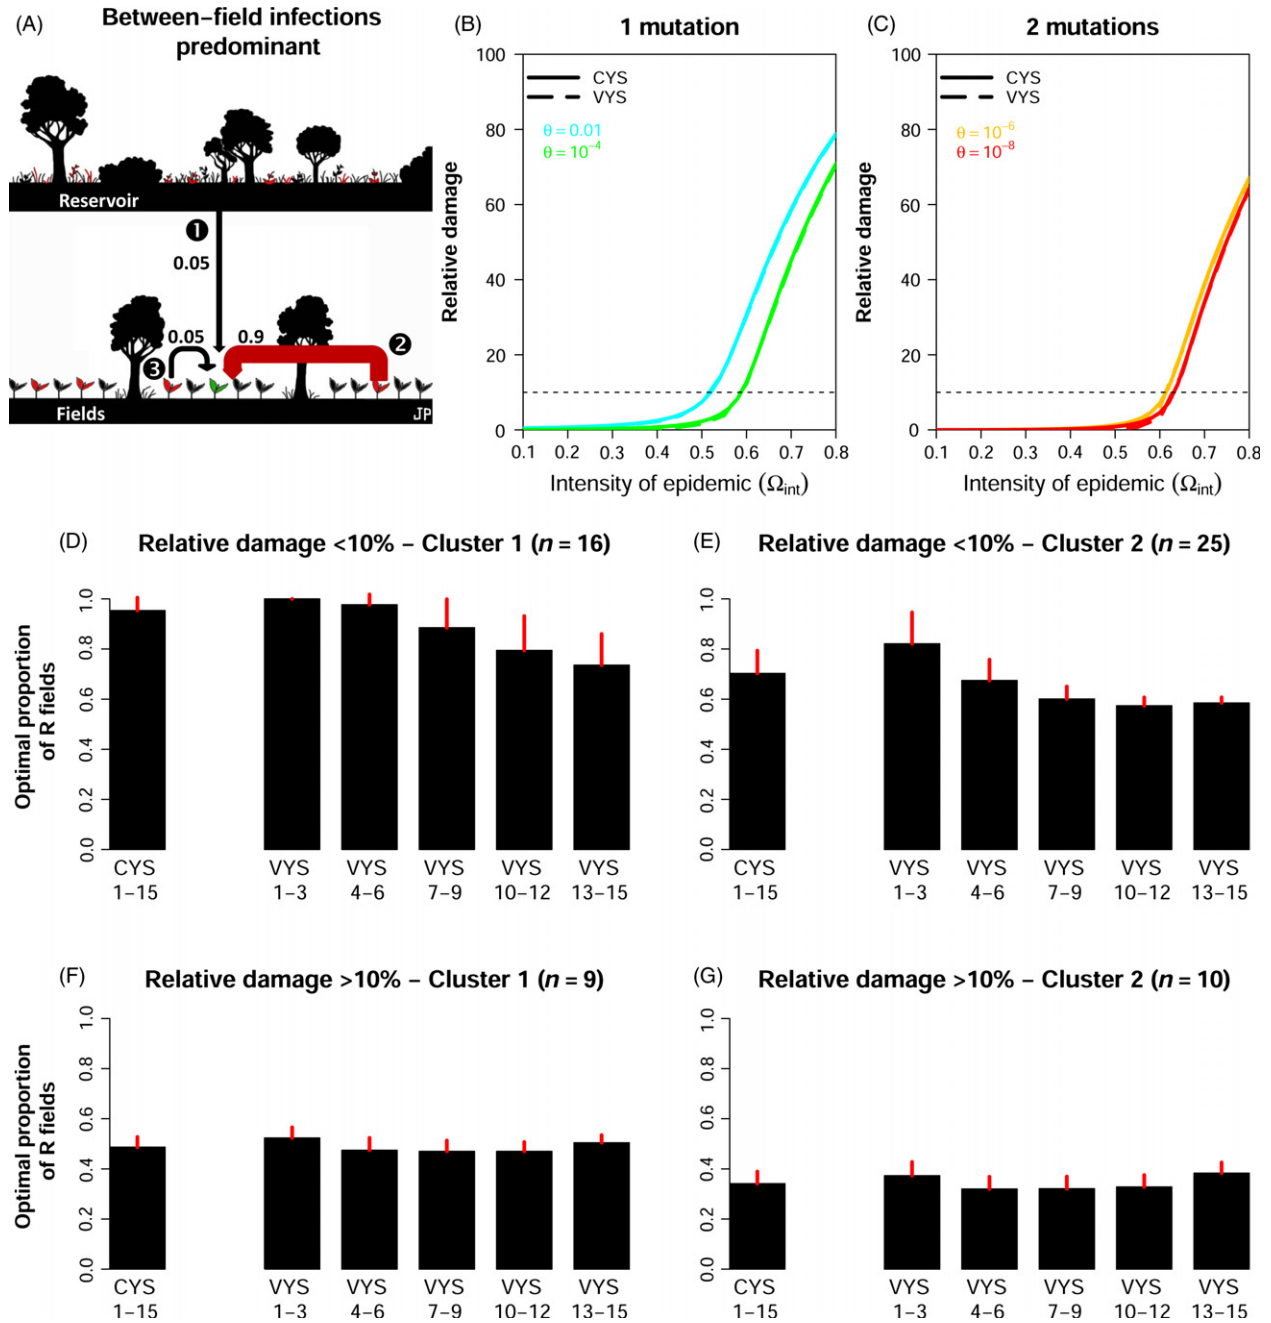 (A)
Between–field infections
predominant
Reservoir
❶
0.05
0.05
0.9
❷
❸
Fields
JP
(B)
1 mutation
Relative damage
100
80
60
40
20
0
CYS
VYS
θ = 0.01
θ = 10⁻⁴
0.1 0.2 0.3 0.4 0.5 0.6 0.7 0.8
Intensity of epidemic (Ωint)
(C)
2 mutations
Relative damage
100
80
60
40
20
0
CYS
VYS
θ = 10⁻⁶
θ = 10⁻⁸
0.1 0.2 0.3 0.4 0.5 0.6 0.7 0.8
Intensity of epidemic (Ωint)
(D)
Relative damage <10% – Cluster 1 (n = 16)
Optimal proportion
of R fields
1.0
0.8
0.6
0.4
0.2
0.0
CYS VYS VYS VYS VYS VYS
1–15 1–3 4–6 7–9 10–12 13–15
(E)
Relative damage <10% – Cluster 2 (n = 25)
1.0
0.8
0.6
0.4
0.2
0.0
CYS VYS VYS VYS VYS VYS
1–15 1–3 4–6 7–9 10–12 13–15
(F)
Relative damage >10% – Cluster 1 (n = 9)
Optimal proportion
of R fields
1.0
0.8
0.6
0.4
0.2
0.0
CYS VYS VYS VYS VYS VYS
1–15 1–3 4–6 7–9 10–12 13–15
(G)
Relative damage >10% – Cluster 2 (n = 10)
1.0
0.8
0.6
0.4
0.2
0.0
CYS VYS VYS VYS VYS VYS
1–15 1–3 4–6 7–9 10–12 13–15